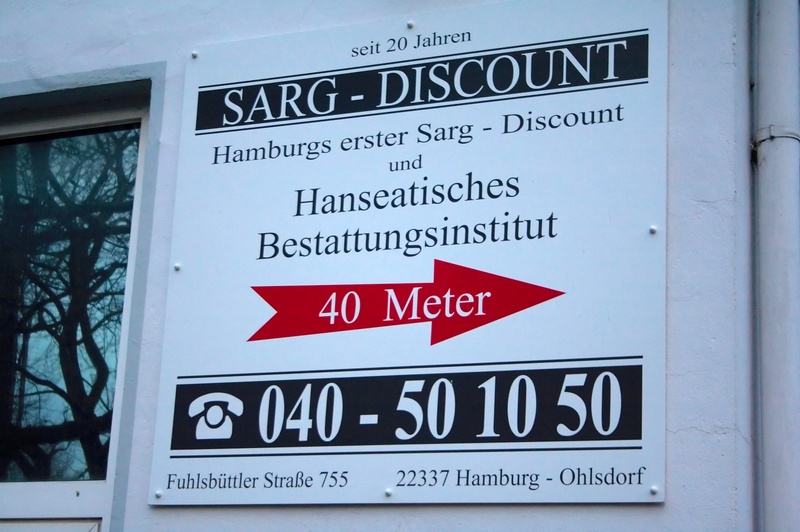 seit 20 Jahren
SARG - DISCOUNT
Hamburgs erster Sarg - Discount
und
Hanseatisches
Bestattungsinstitut
40 Meter
040 - 50 10 50
Fuhlsbüttler Straße 755 22337 Hamburg - Ohlsdorf